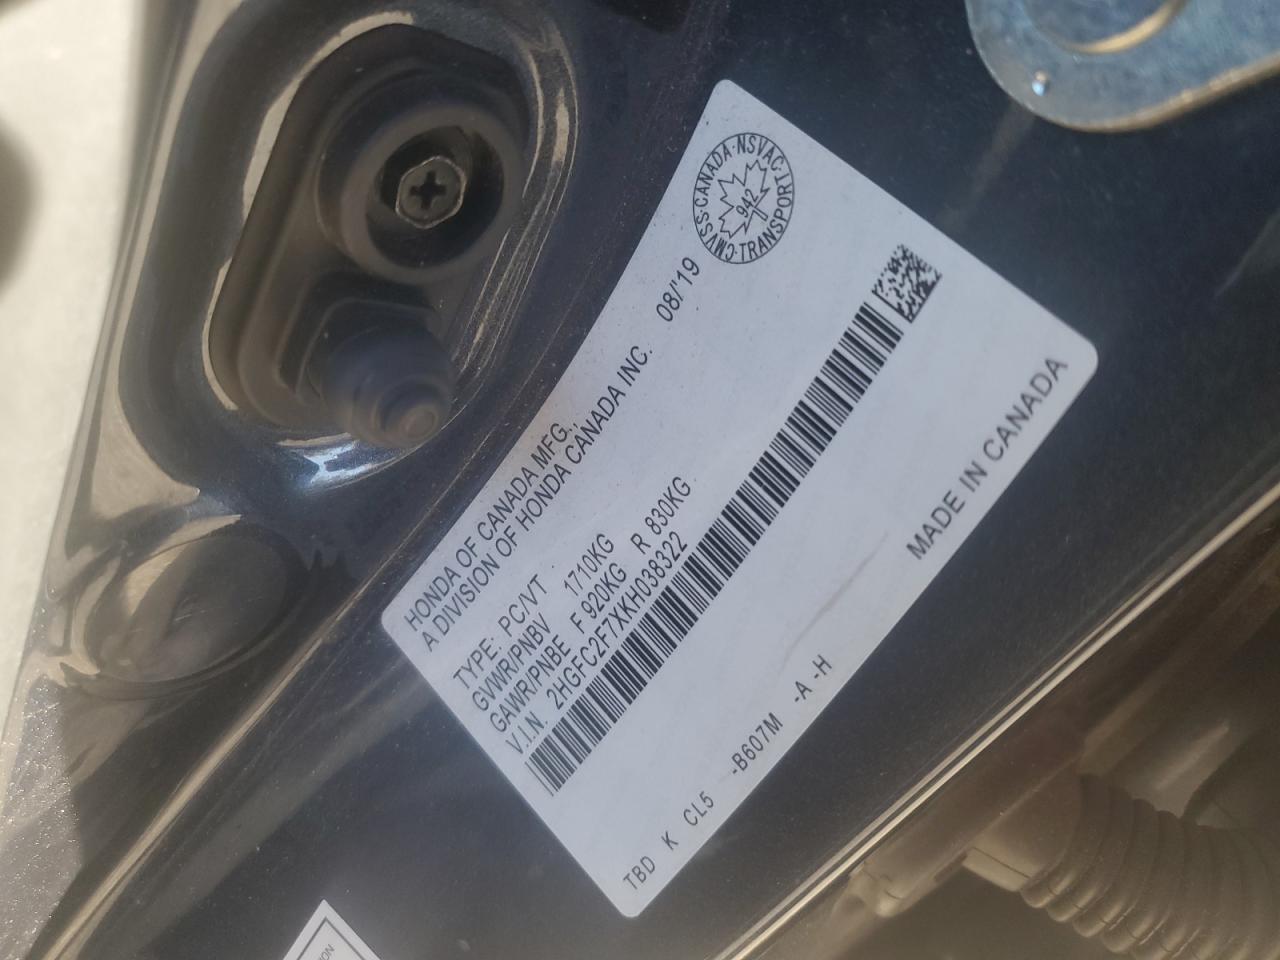 CMVSS·CANADA·NSVAC·TRANSPORT
942
HONDA OF CANADA MFG.,
A DIVISION OF HONDA CANADA INC. 08/'19
TYPE: PC/VT
GVWR/PNBV 1710KG
GAWR/PNBE F 920KG R 830KG
V.I.N. 2HGFC2F7XKH038322
MADE IN CANADA
TBD K CL5 -B607M -A -H